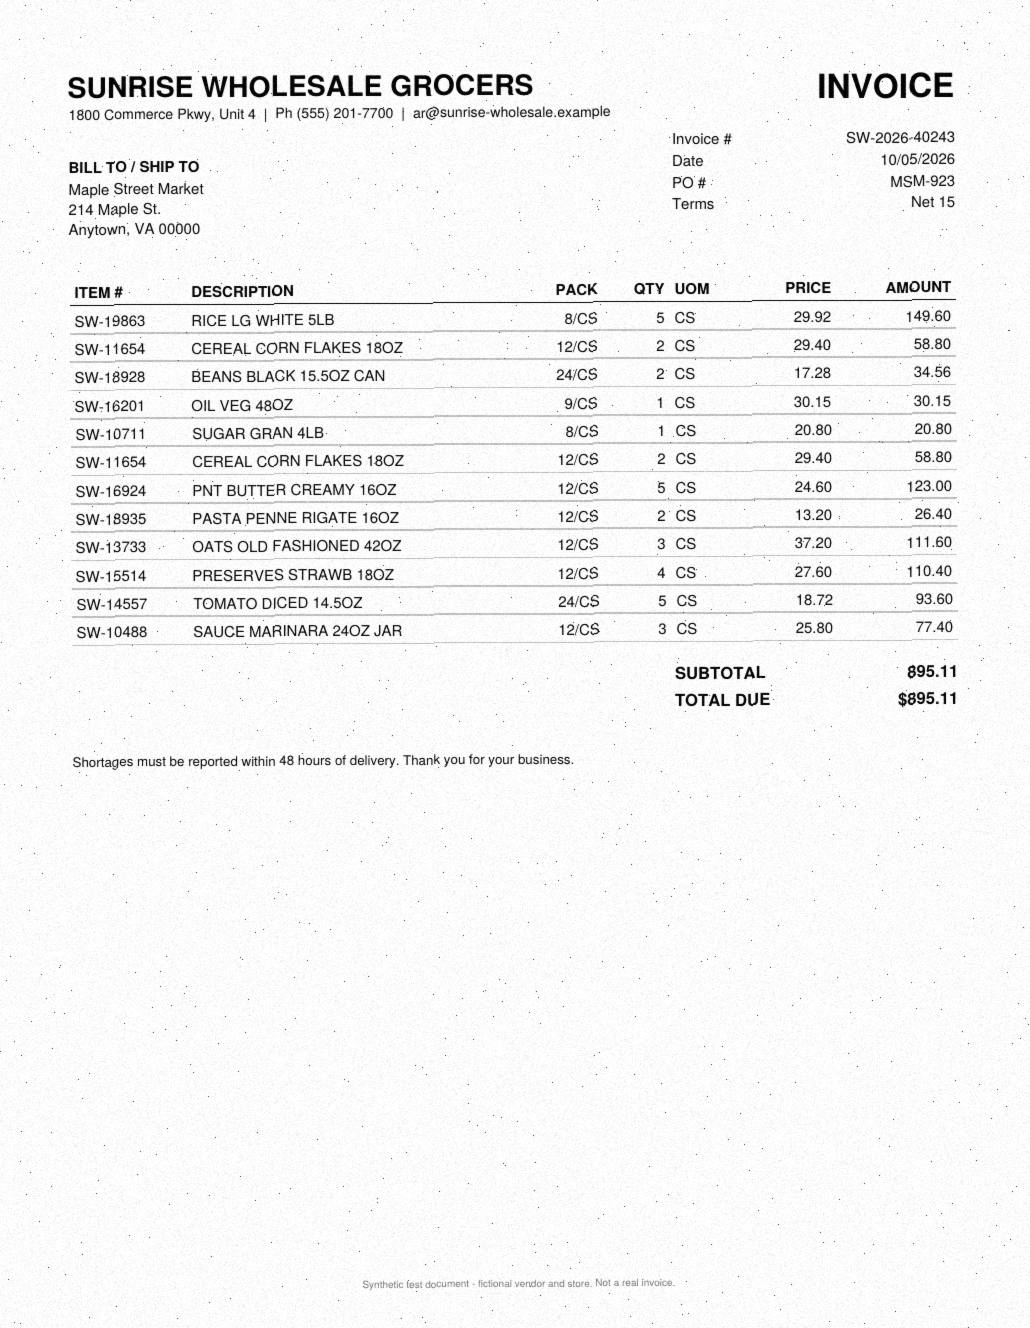 SUNRISE WHOLESALE GROCERS INVOICE
1800 Commerce Pkwy, Unit 4 | Ph (555) 201-7700 | ar@sunrise-wholesale.example
Invoice # SW-2026-40243
Date 10/05/2026
PO # MSM-923
Terms Net 15
BILL TO / SHIP TO
Maple Street Market
214 Maple St.
Anytown, VA 00000
ITEM # DESCRIPTION PACK QTY UOM PRICE AMOUNT
SW-19863 RICE LG WHITE 5LB 8/CS 5 CS 29.92 149.60
SW-11654 CEREAL CORN FLAKES 18OZ 12/CS 2 CS 29.40 58.80
SW-18928 BEANS BLACK 15.5OZ CAN 24/CS 2 CS 17.28 34.56
SW-16201 OIL VEG 48OZ 9/CS 1 CS 30.15 30.15
SW-10711 SUGAR GRAN 4LB 8/CS 1 CS 20.80 20.80
SW-11654 CEREAL CORN FLAKES 18OZ 12/CS 2 CS 29.40 58.80
SW-16924 PNT BUTTER CREAMY 16OZ 12/CS 5 CS 24.60 123.00
SW-18935 PASTA PENNE RIGATE 16OZ 12/CS 2 CS 13.20 26.40
SW-13733 OATS OLD FASHIONED 42OZ 12/CS 3 CS 37.20 111.60
SW-15514 PRESERVES STRAWB 18OZ 12/CS 4 CS 27.60 110.40
SW-14557 TOMATO DICED 14.5OZ 24/CS 5 CS 18.72 93.60
SW-10488 SAUCE MARINARA 24OZ JAR 12/CS 3 CS 25.80 77.40
SUBTOTAL 895.11
TOTAL DUE $895.11
Shortages must be reported within 48 hours of delivery. Thank you for your business.
Synthetic test document - fictional vendor and store. Not a real invoice.